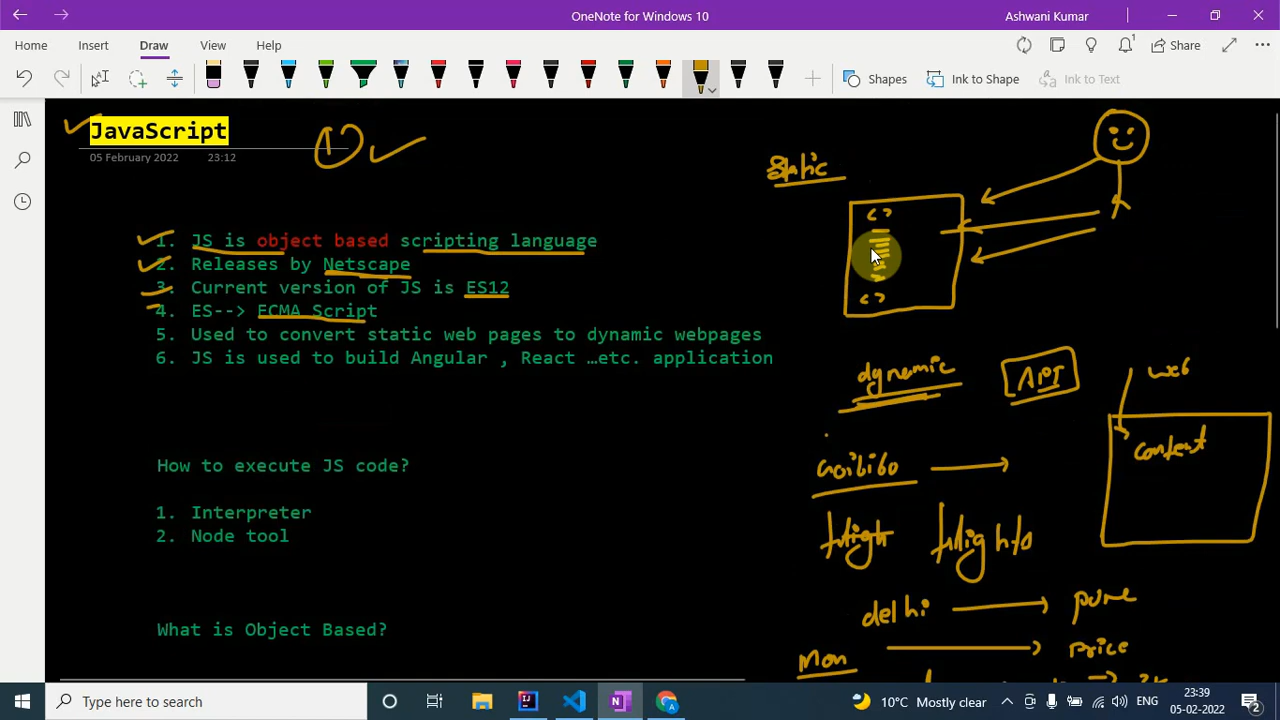 OneNote for Windows 10
Ashwani Kumar
Home Insert Draw View Help
Share
Shapes
Ink to Shape
Ink to Text
JavaScript
05 February 2022 23:12
1. JS is object based scripting language
2. Releases by Netscape
3. Current version of JS is ES12
4. ES--> ECMA Script
5. Used to convert static web pages to dynamic webpages
6. JS is used to build Angular , React …etc. application
How to execute JS code?
1. Interpreter
2. Node tool
What is Object Based?
Static
< >
< >
dynamic
API
web
content
goibibo
delhi
pune
Mon
price
Type here to search
10°C Mostly clear
ENG
23:39
05-02-2022
2